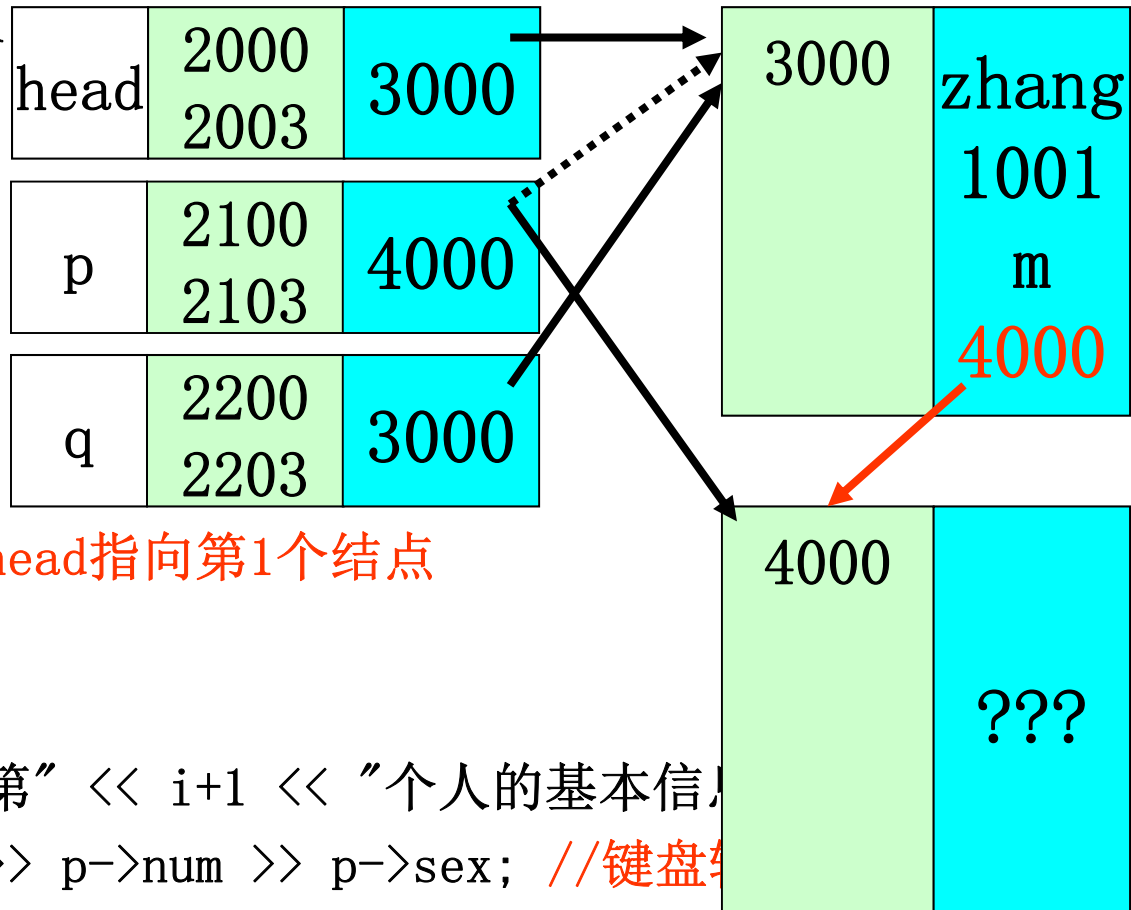 head
2000
2003
3000
p
2100
2103
4000
q
2200
2203
3000
3000
zhang
1001
m
4000
4000
???
head指向第1个结点
第" << i+1 << "个人的基本信
>> p->num >> p->sex; //键盘